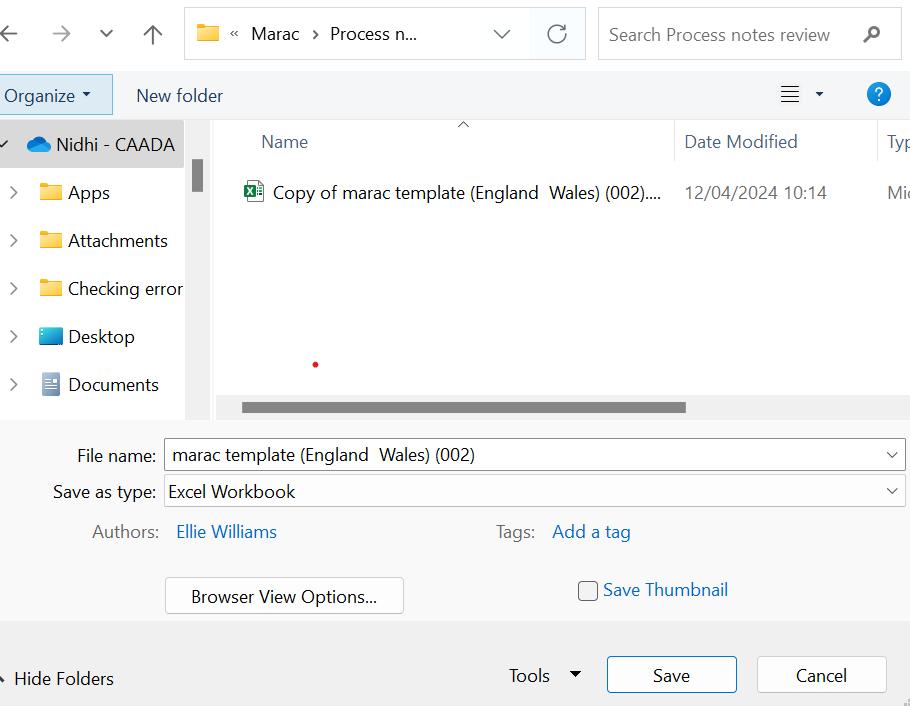 « Marac > Process n... Search Process notes review
Organize New folder ?
Name Date Modified Typ
Nidhi - CAADA
Copy of marac template (England  Wales) (002).... 12/04/2024 10:14 Mic
Apps
Attachments
Checking error
Desktop
Documents
File name: marac template (England  Wales) (002)
Save as type: Excel Workbook
Authors: Ellie Williams Tags: Add a tag
Browser View Options... Save Thumbnail
Hide Folders Tools Save Cancel